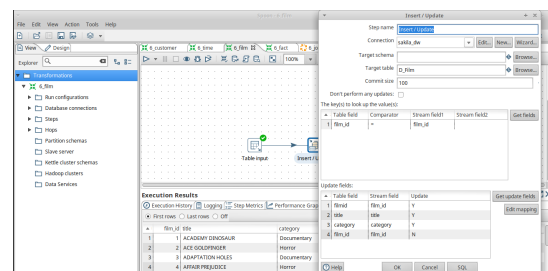 File Edit View Action Tools Help
View Design
Explorer
Transformations
6_film
Run configurations
Database connections
Steps
Hops
Partition schemas
Slave server
Kettle cluster schemas
Hadoop clusters
Data Services
6_customer 6_time 6_film 6_fact
100%
Table input
Insert / U
Execution Results
Execution History Logging Step Metrics Performance Grap
First rows Last rows Off
film_id title category
1 1 ACADEMY DINOSAUR Documentary
2 2 ACE GOLDFINGER Horror
3 3 ADAPTATION HOLES Documentary
4 4 AFFAIR PREJUDICE Horror
Insert / Update
Step name Insert / Update
Connection sakila_dw Edit... New... Wizard...
Target schema Browse...
Target table D_Film Browse...
Commit size 100
Don't perform any updates:
The key(s) to look up the value(s):
Table field Comparator Stream field1 Stream field2 Get fields
1 film_id = film_id
Update fields:
Table field Stream field Update Get update fields
1 filmid film_id Y Edit mapping
2 title title Y
3 category category Y
4 film_id film_id N
Help OK Cancel SQL